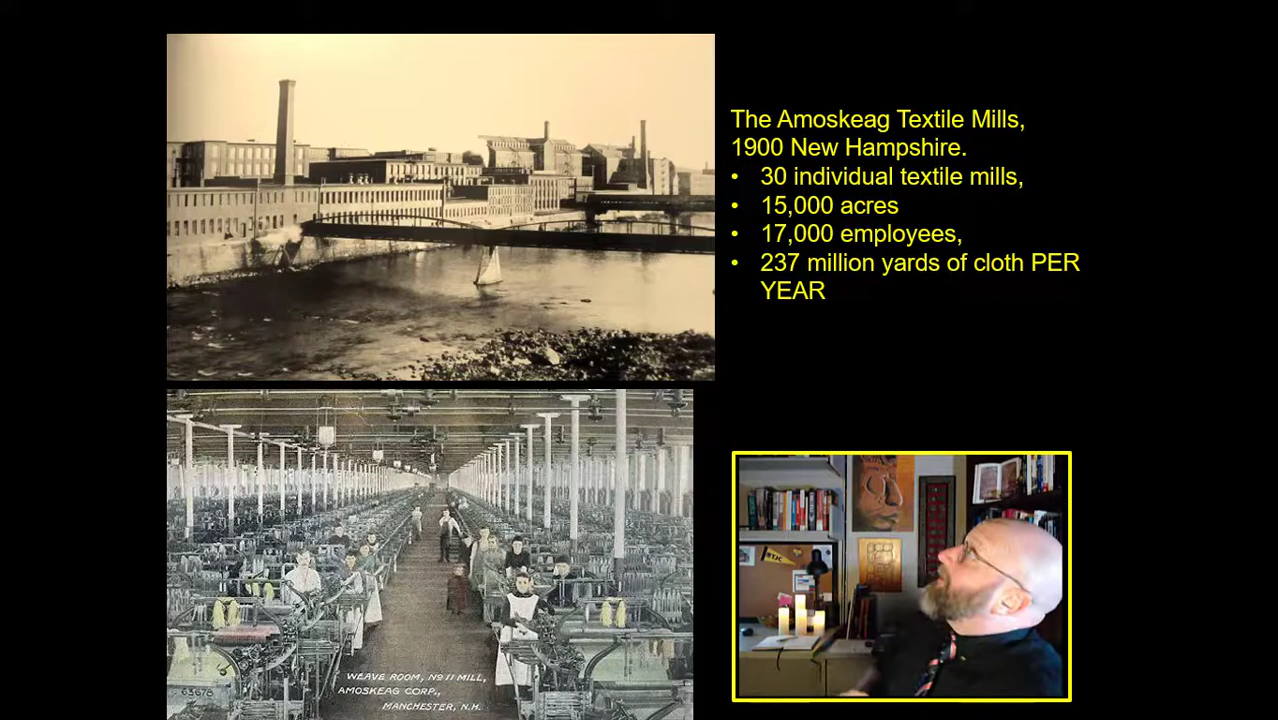 The Amoskeag Textile Mills,
1900 New Hampshire.
• 30 individual textile mills,
• 15,000 acres
• 17,000 employees,
• 237 million yards of cloth PER
YEAR
WEAVE ROOM, No 11 MILL,
AMOSKEAG CORP.,
MANCHESTER, N.H.